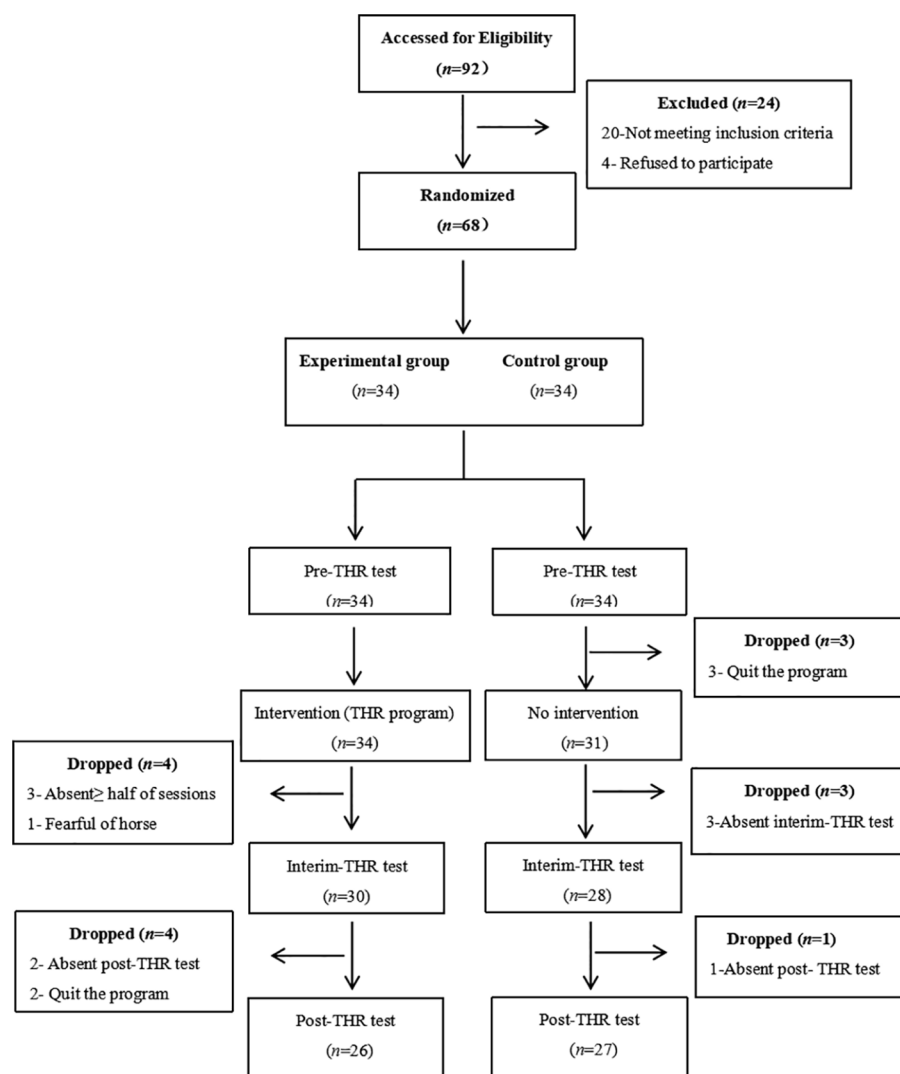 Accessed for Eligibility
(n=92)
Excluded (n=24)
20-Not meeting inclusion criteria
4- Refused to participate
Randomized
(n=68)
Experimental group Control group
(n=34) (n=34)
Pre-THR test
(n=34)
Pre-THR test
(n=34)
Dropped (n=3)
3- Quit the program
Intervention (THR program)
(n=34)
No intervention
(n=31)
Dropped (n=4)
3- Absent≥ half of sessions
1- Fearful of horse
Dropped (n=3)
3-Absent interim-THR test
Interim-THR test
(n=30)
Interim-THR test
(n=28)
Dropped (n=4)
2- Absent post-THR test
2- Quit the program
Dropped (n=1)
1-Absent post- THR test
Post-THR test
(n=26)
Post-THR test
(n=27)